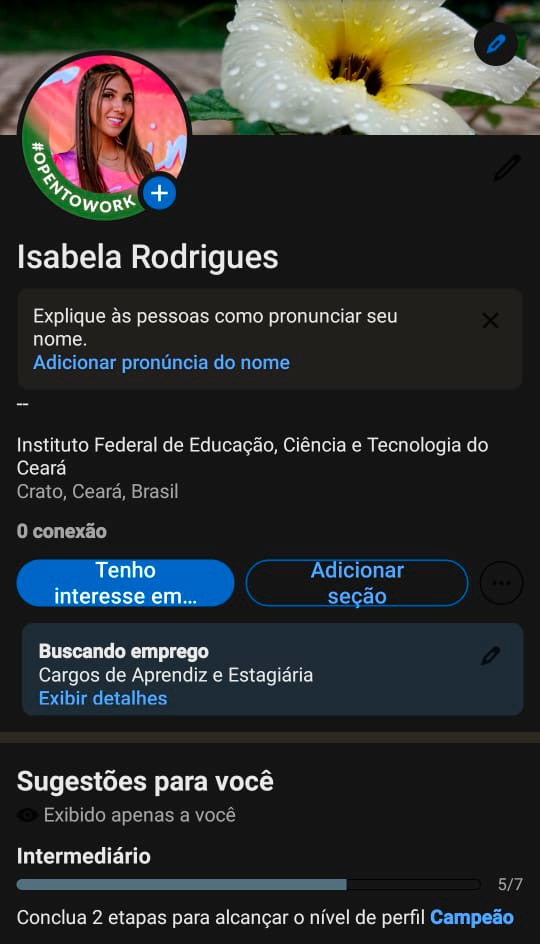 #OPENTOWORK
Isabela Rodrigues
Explique às pessoas como pronunciar seu
nome.
Adicionar pronúncia do nome
--
Instituto Federal de Educação, Ciência e Tecnologia do
Ceará
Crato, Ceará, Brasil
0 conexão
Tenho
interesse em...
Adicionar
seção
Buscando emprego
Cargos de Aprendiz e Estagiária
Exibir detalhes
Sugestões para você
Exibido apenas a você
Intermediário
5/7
Conclua 2 etapas para alcançar o nível de perfil Campeão